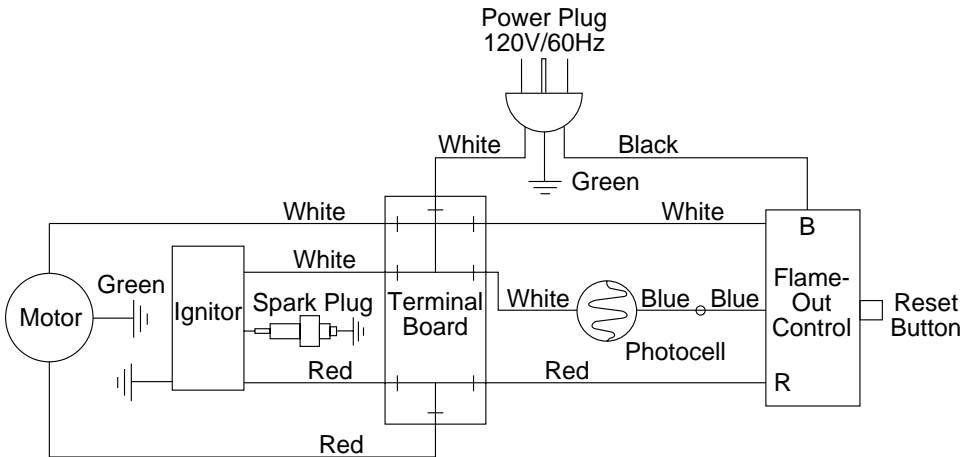 Power Plug
120V/60Hz
White
Black
Green
White
White
B
White
Green
Flame-
Out
Control
Ignitor
Spark Plug
Terminal
Board
White
Blue
Blue
Reset
Button
Motor
Photocell
Red
Red
R
Red